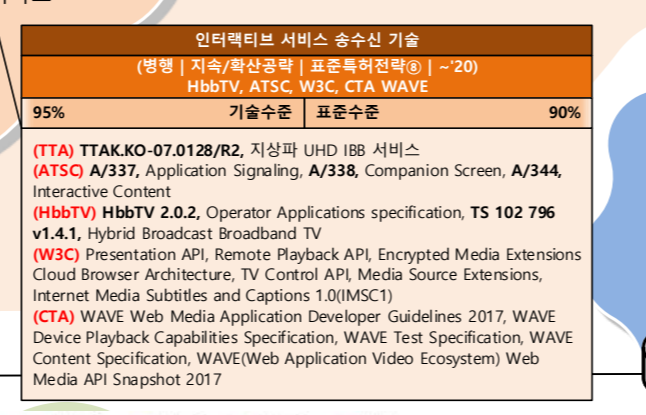 인터랙티브 서비스 송수신 기술
(병행 | 지속/확산공략 | 표준특허전략⑧ | ~'20)
HbbTV, ATSC, W3C, CTA WAVE
95% 기술수준 표준수준 90%
(TTA) TTAK.KO-07.0128/R2, 지상파 UHD IBB 서비스
(ATSC) A/337, Application Signaling, A/338, Companion Screen, A/344,
Interactive Content
(HbbTV) HbbTV 2.0.2, Operator Applications specification, TS 102 796
v1.4.1, Hybrid Broadcast Broadband TV
(W3C) Presentation API, Remote Playback API, Encrypted Media Extensions
Cloud Browser Architecture, TV Control API, Media Source Extensions,
Internet Media Subtitles and Captions 1.0(IMSC1)
(CTA) WAVE Web Media Application Developer Guidelines 2017, WAVE
Device Playback Capabilities Specification, WAVE Test Specification, WAVE
Content Specification, WAVE(Web Application Video Ecosystem) Web
Media API Snapshot 2017